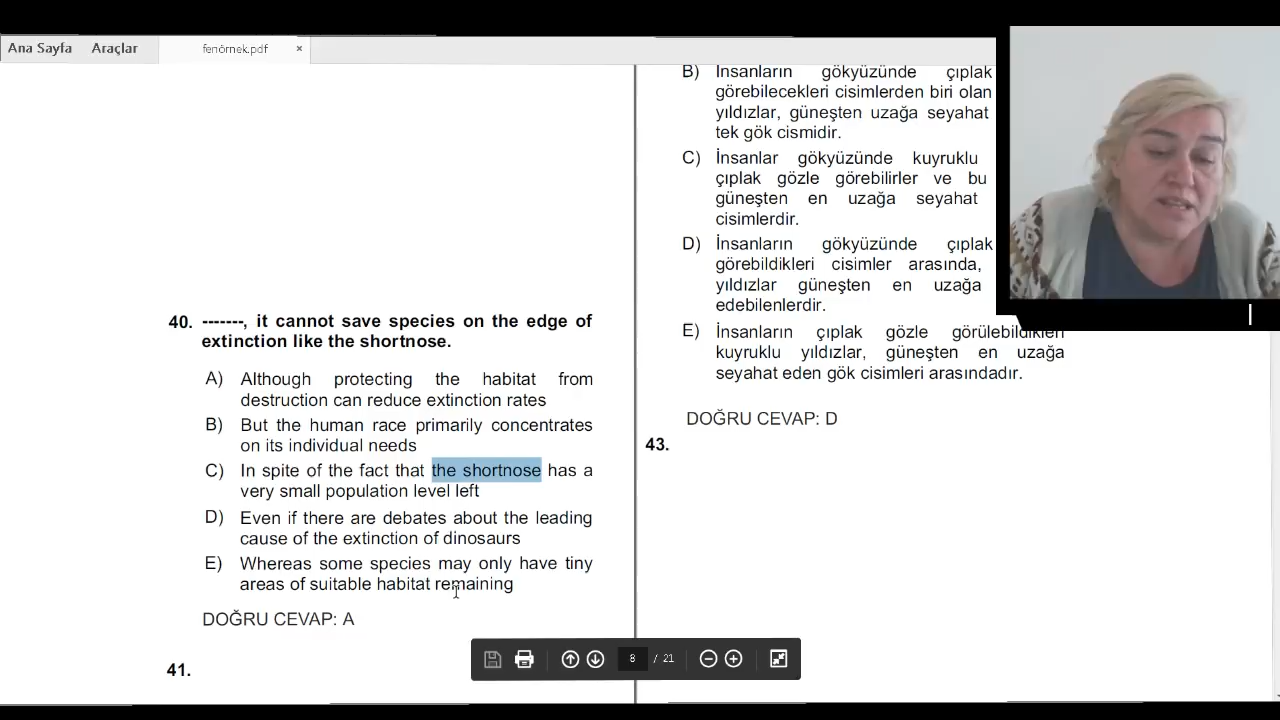 Ana Sayfa Araçlar fenörnek.pdf ×
40. -------, it cannot save species on the edge of
extinction like the shortnose.
A) Although protecting the habitat from
destruction can reduce extinction rates
B) But the human race primarily concentrates
on its individual needs
C) In spite of the fact that the shortnose has a
very small population level left
D) Even if there are debates about the leading
cause of the extinction of dinosaurs
E) Whereas some species may only have tiny
areas of suitable habitat remaining
DOĞRU CEVAP: A
41.
B) İnsanların gökyüzünde çıplak
görebilecekleri cisimlerden biri olan
yıldızlar, güneşten uzağa seyahat
tek gök cismidir.
C) İnsanlar gökyüzünde kuyruklu
çıplak gözle görebilirler ve bu
güneşten en uzağa seyahat
cisimlerdir.
D) İnsanların gökyüzünde çıplak
görebildikleri cisimler arasında,
yıldızlar güneşten en uzağa
edebilenlerdir.
E) İnsanların çıplak gözle görülebildikleri
kuyruklu yıldızlar, güneşten en uzağa
seyahat eden gök cisimleri arasındadır.
DOĞRU CEVAP: D
43.
8 / 21